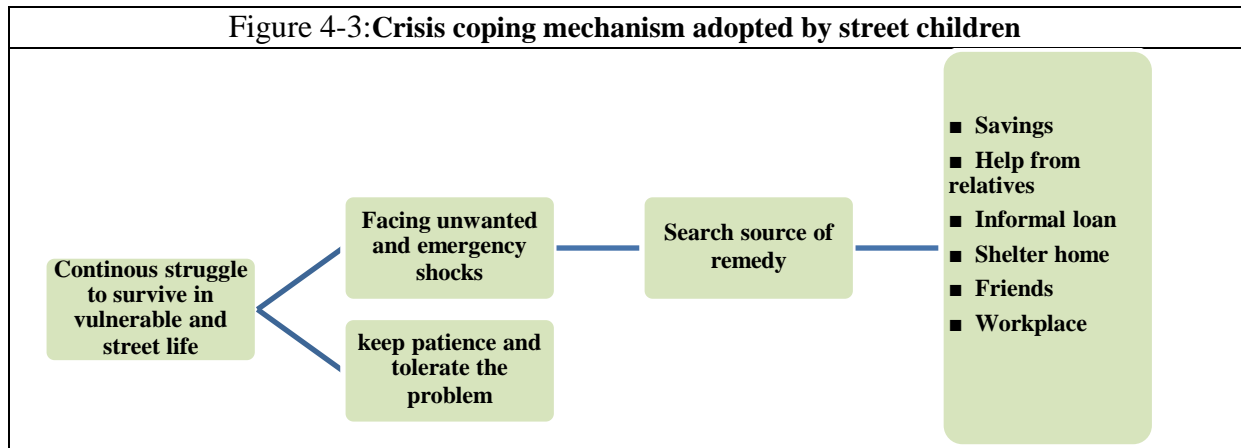 Figure 4-3:Crisis coping mechanism adopted by street children
Continous struggle
to survive in
vulnerable and
street life
Facing unwanted
and emergency
shocks
keep patience and
tolerate the
problem
Search source of
remedy
■ Savings
■ Help from
relatives
■ Informal loan
■ Shelter home
■ Friends
■ Workplace